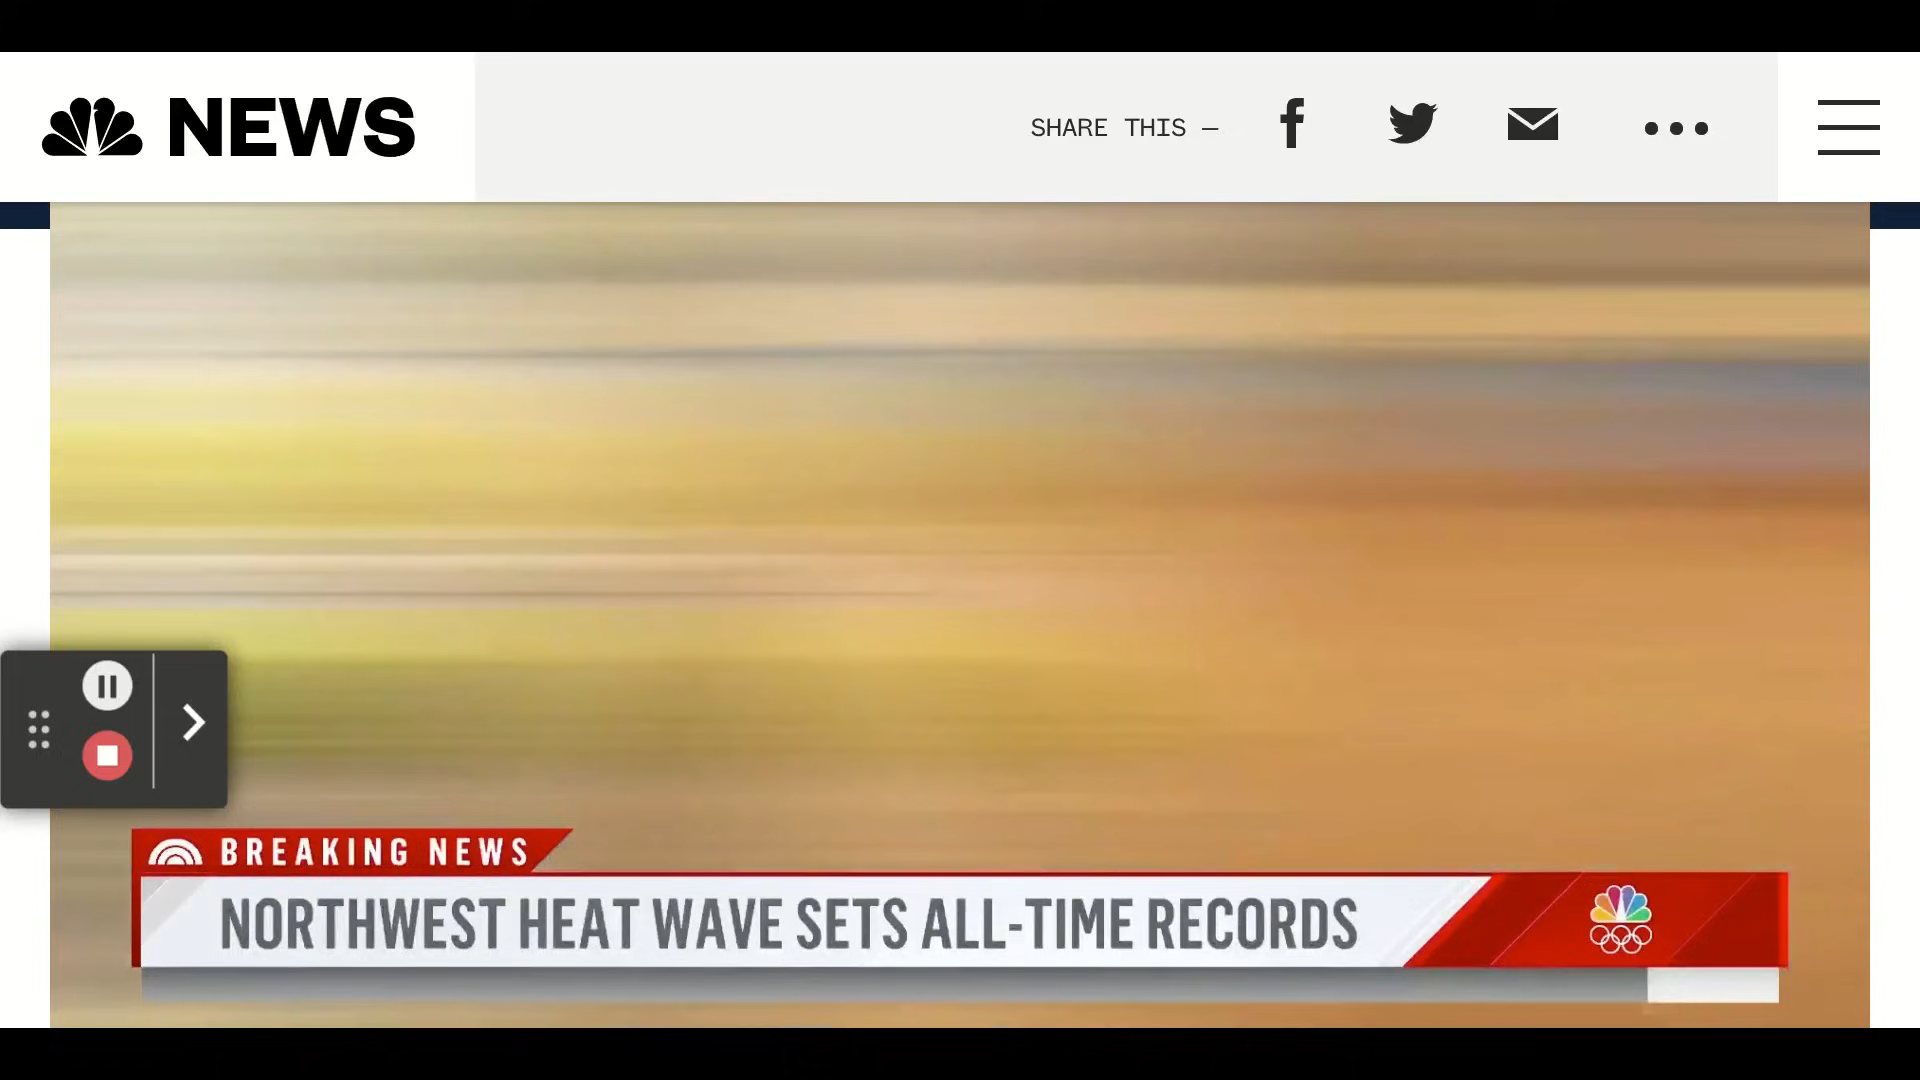 NEWS
SHARE THIS —
BREAKING NEWS
NORTHWEST HEAT WAVE SETS ALL-TIME RECORDS